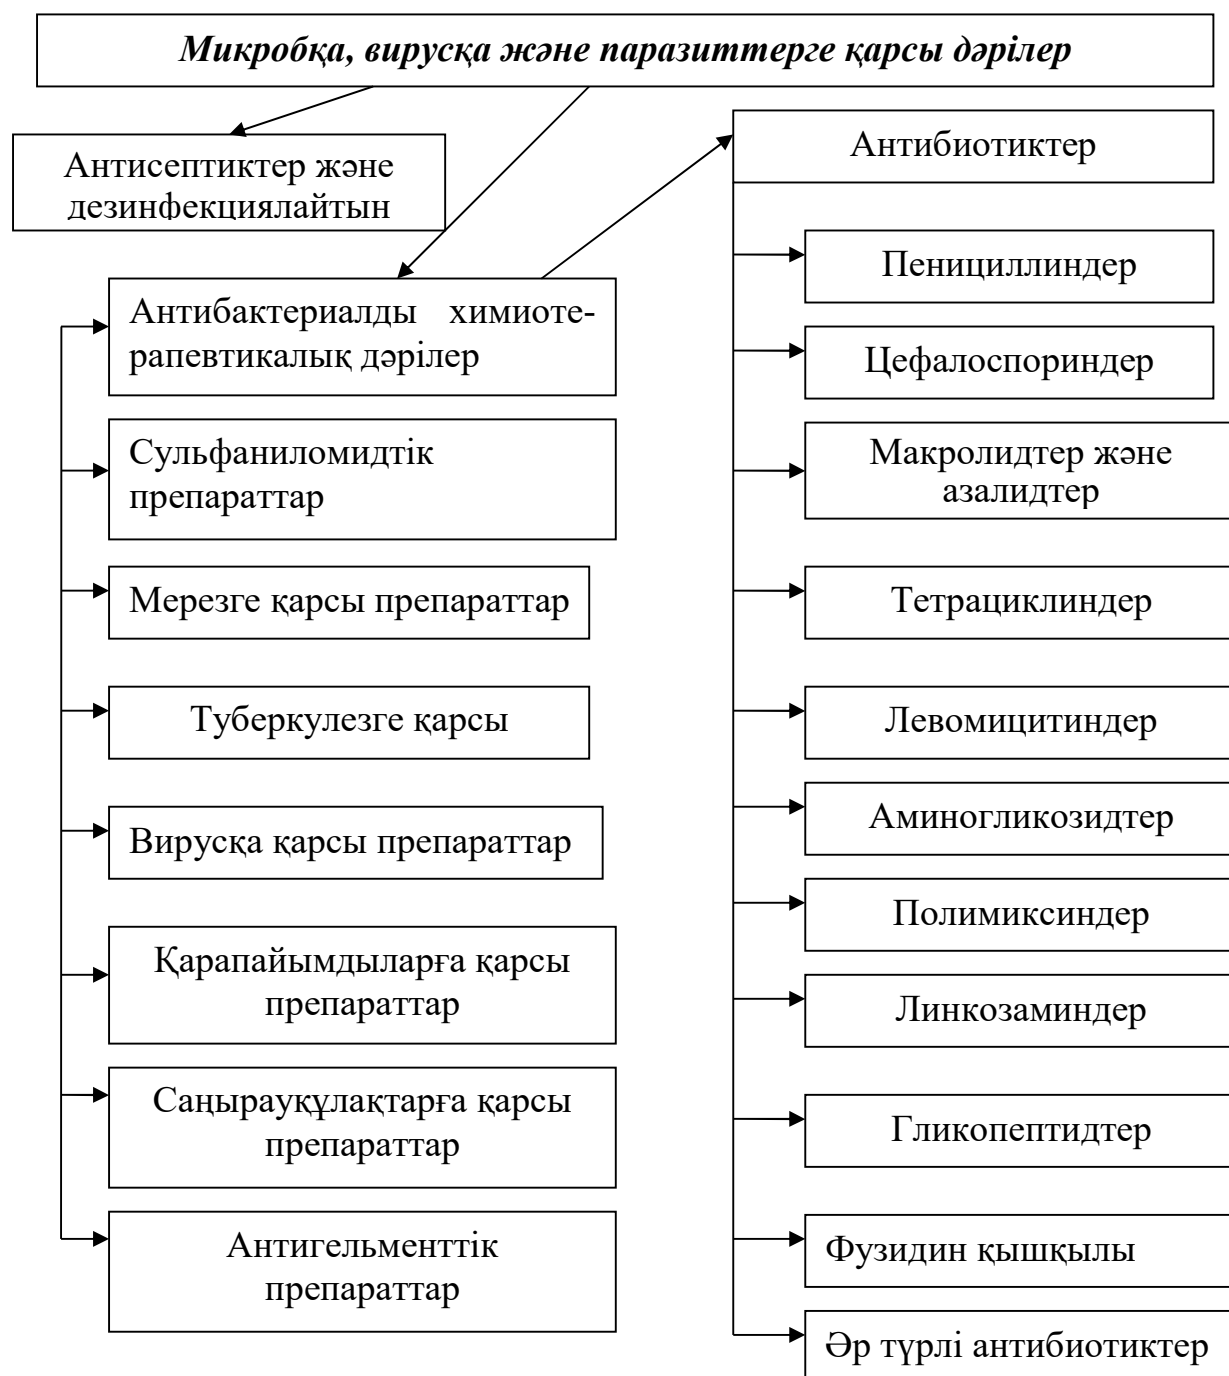 Микробқа, вирусқа және паразиттерге қарсы дәрілер
Антисептиктер және
дезинфекциялайтын
Антибактериалды химиоте-
рапевтикалық дәрілер
Сульфаниломидтік
препараттар
Мерезге қарсы препараттар
Туберкулезге қарсы
Вирусқа қарсы препараттар
Қарапайымдыларға қарсы
препараттар
Саңырауқұлақтарға қарсы
препараттар
Антигельменттік
препараттар
Антибиотиктер
Пенициллиндер
Цефалоспориндер
Макролидтер және
азалидтер
Тетрациклиндер
Левомицитиндер
Аминогликозидтер
Полимиксиндер
Линкозаминдер
Гликопептидтер
Фузидин қышқылы
Әр түрлі антибиотиктер